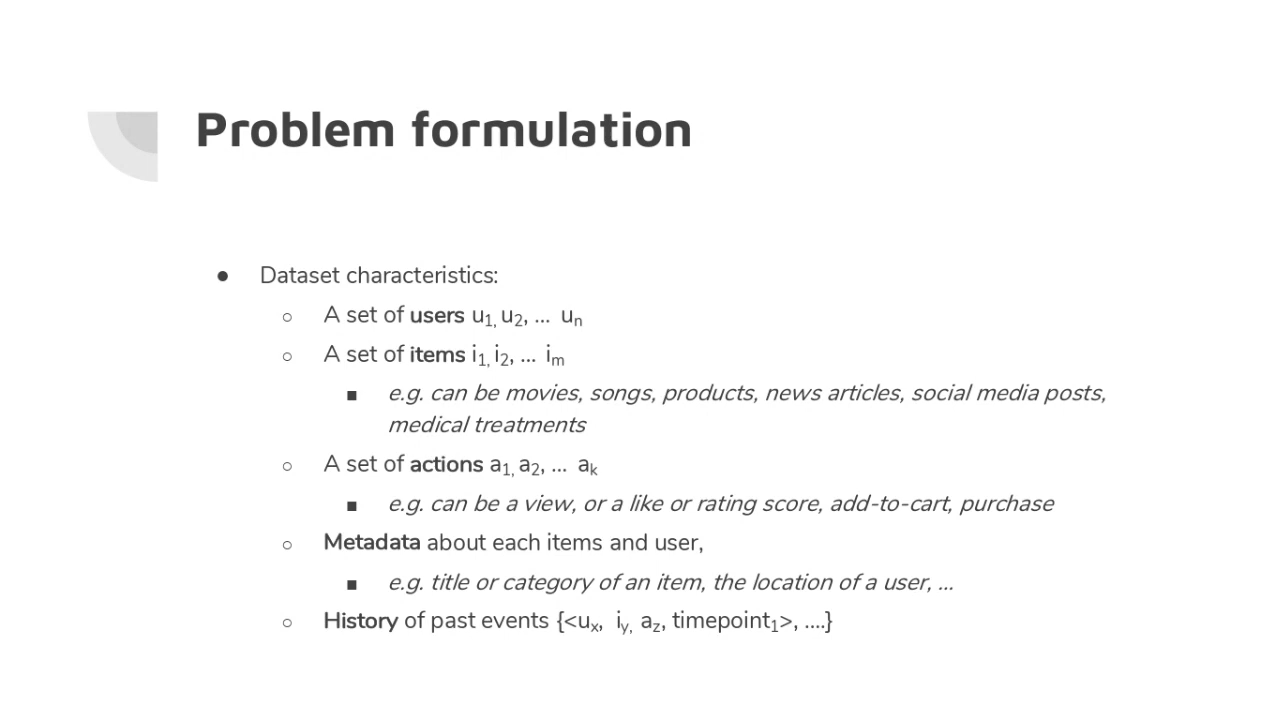 Problem formulation
● Dataset characteristics:
○ A set of users u₁, u₂, ... uₙ
○ A set of items i₁, i₂, ... iₘ
■ e.g. can be movies, songs, products, news articles, social media posts,
medical treatments
○ A set of actions a₁, a₂, ... aₖ
■ e.g. can be a view, or a like or rating score, add-to-cart, purchase
○ Metadata about each items and user,
■ e.g. title or category of an item, the location of a user, ...
○ History of past events {<uₓ, i_y, a_z, timepoint₁>, ....}